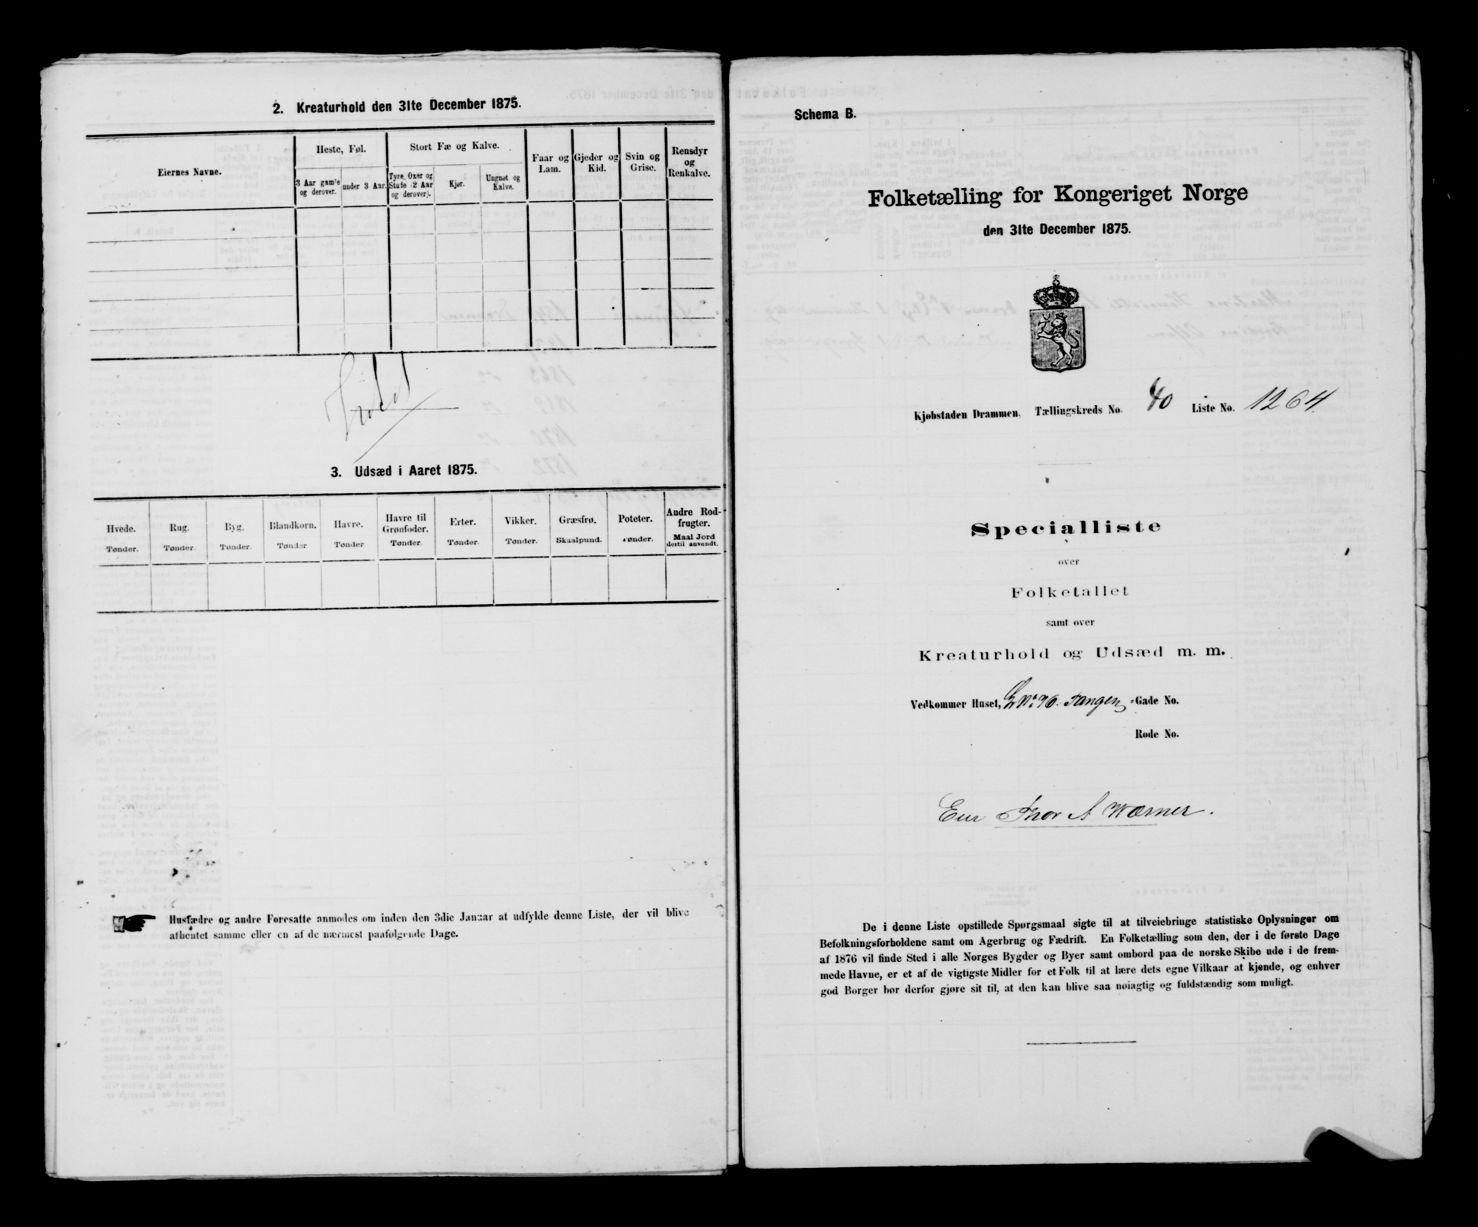 2. Kreaturhold den 31te December 1875.
Eiernes Navne.
Heste, Føl.
Stort Fæ og Kalve.
Faar og Lam.
Gjeder og Kid.
Svin og Grise.
Rensdyr og Renkalve.
3 Aar gamle og derover.
under 3 Aar.
Tyre, Oxer og Stude (2 Aar og derover).
Kjør.
Ungnøt og Kalve.
3. Udsæd i Aaret 1875.
Hvede. Rug. Byg. Blandkorn. Havre. Havre til Grønfoder. Erter. Vikker. Græsfrø. Poteter. Andre Rodfrugter.
Tønder. Tønder. Tønder. Tønder Tønder. Tønder. Tønder. Tønder. Skaalpund. Tønder. Maal Jord dertil anvendt.
Husfædre og andre Foresatte anmodes om inden den 3die Januar at udfylde denne Liste, der vil blive
afhentet samme eller en af de nærmest paafølgende Dage.
Schema B.
Folketælling for Kongeriget Norge
den 31te December 1875.
Kjøbstaden Drammen. Tællingskreds No. 40 Liste No. 1264
Specialliste
over
Folketallet
samt over
Kreaturhold og Udsæd m. m.
Vedkommer Huset, Tangen -Gade No.
Rode No.
Eier Thor A Wærner.
De i denne Liste opstillede Spørgsmaal sigte til at tilveiebringe statistiske Oplysninger om
Befolkningsforholdene samt om Agerbrug og Fædrift. En Folketælling som den, der i de første Dage
af 1876 vil finde Sted i alle Norges Bygder og Byer samt ombord paa de norske Skibe ude i de frem-
mede Havne, er et af de vigtigste Midler for et Folk til at lære dets egne Vilkaar at kjende, og enhver
god Borger bør derfor gjøre sit til, at den kan blive saa nøiagtig og fuldstændig som muligt.